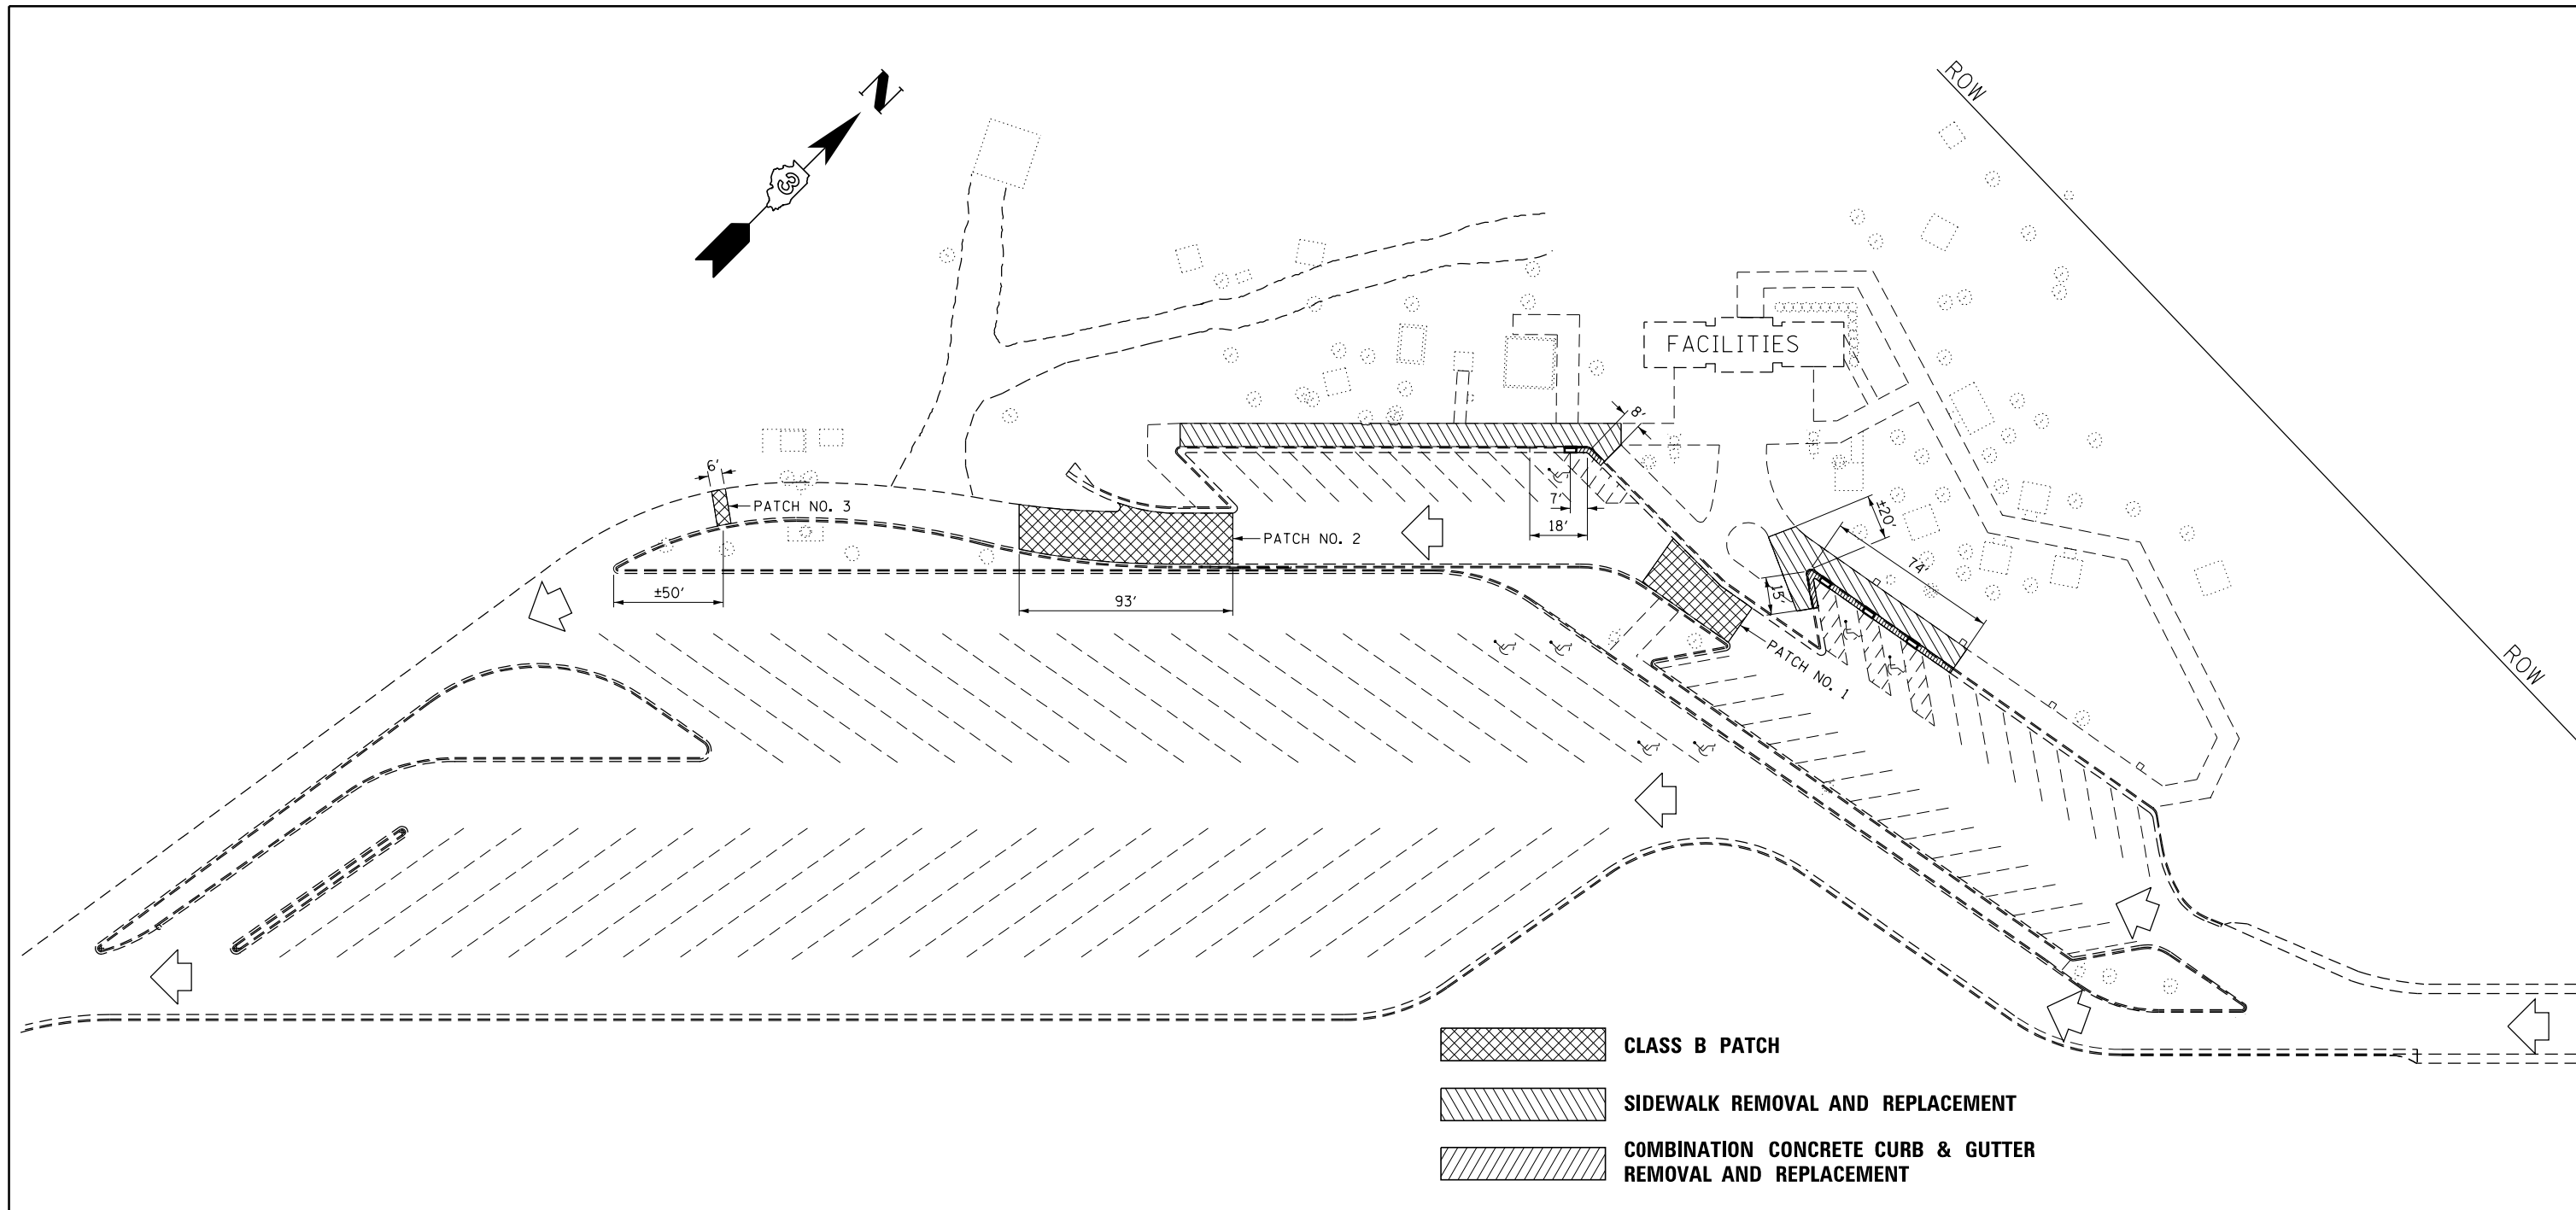 ROW
N
3
FACILITIES
8'
6'
PATCH NO. 3
7'
18'
PATCH NO. 2
±20'
74'
15'
±50'
93'
PATCH NO. 1
ROW
CLASS B PATCH
SIDEWALK REMOVAL AND REPLACEMENT
COMBINATION CONCRETE CURB & GUTTER
REMOVAL AND REPLACEMENT